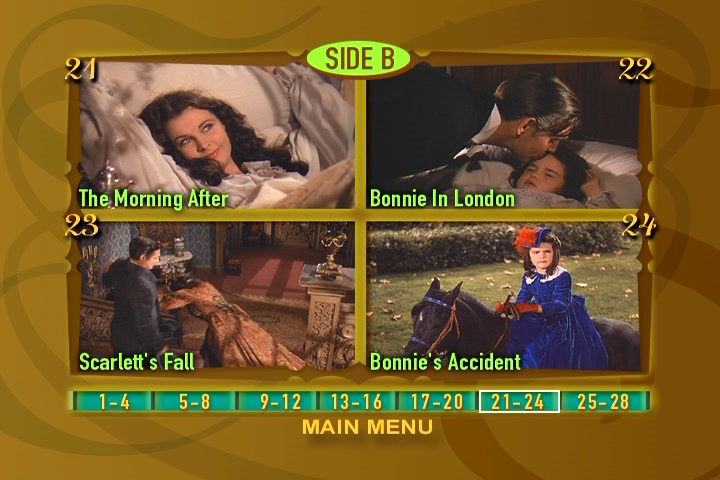 SIDE B
21
22
The Morning After
Bonnie In London
23
24
Scarlett's Fall
Bonnie's Accident
1-4 5-8 9-12 13-16 17-20 21-24 25-28
MAIN MENU